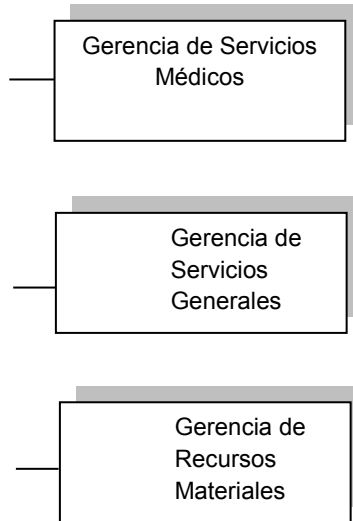 Gerencia de Servicios
Médicos
Gerencia de
Servicios
Generales
Gerencia de
Recursos
Materiales